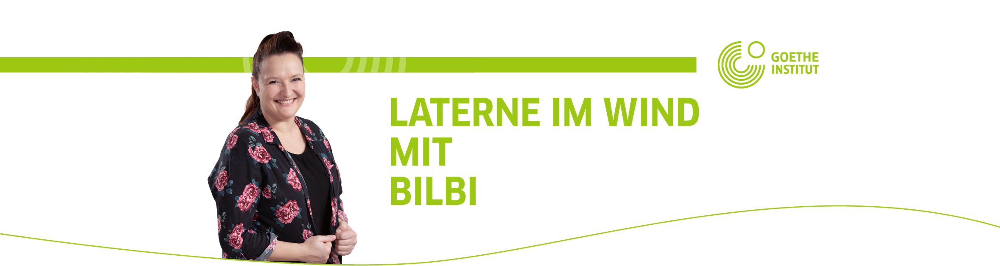 GOETHE
INSTITUT
LATERNE IM WIND
MIT
BILBI